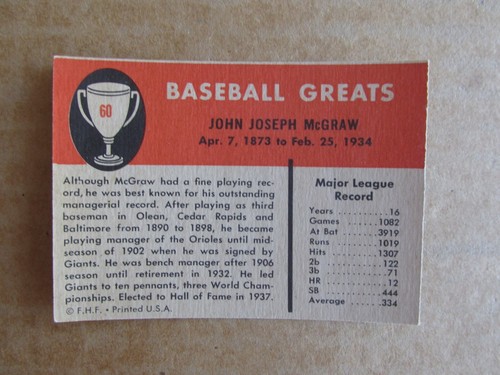 60
BASEBALL GREATS
JOHN JOSEPH McGRAW
Apr. 7, 1873 to Feb. 25, 1934
Although McGraw had a fine playing rec-
ord, he was best known for his outstanding
managerial record. After playing as third
baseman in Olean, Cedar Rapids and
Baltimore from 1890 to 1898, he became
playing manager of the Orioles until mid-
season of 1902 when he was signed by
Giants. He was bench manager after 1906
season until retirement in 1932. He led
Giants to ten pennants, three World Cham-
pionships. Elected to Hall of Fame in 1937.
© F.H.F. • Printed U.S.A.
Major League
Record
Years ..........16
Games .......1082
At Bat .......3919
Runs .........1019
Hits ..........1307
2b ............122
3b .............71
HR .............12
SB ............444
Average .....334